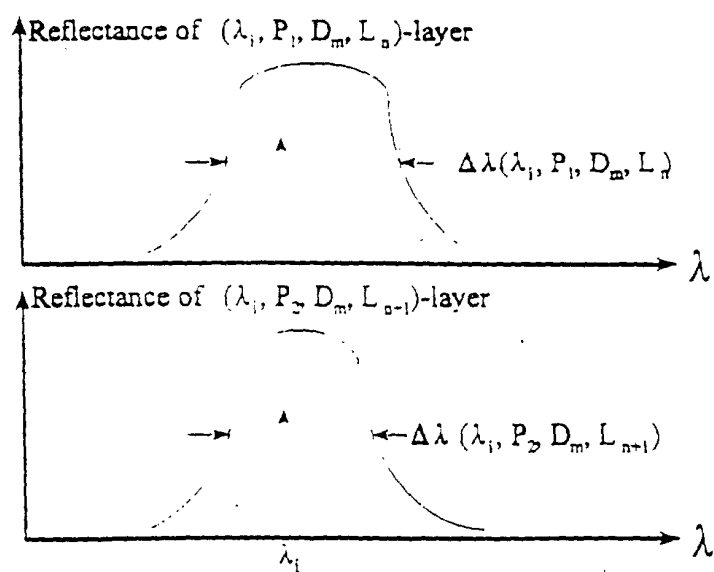 Reflectance of (λᵢ, P₁, Dₘ, Lₙ)-layer
Δλ(λᵢ, P₁, Dₘ, Lₙ)
λ
Reflectance of (λᵢ, P₂, Dₘ, Lₙ₊₁)-layer
Δλ (λᵢ, P₂, Dₘ, Lₙ₊₁)
λᵢ
λ